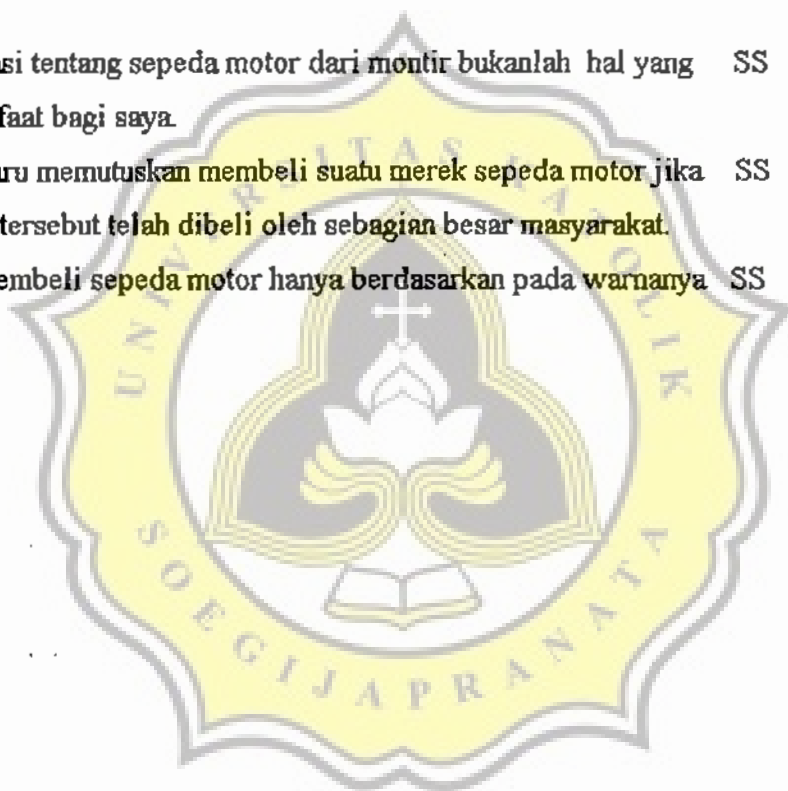 si tentang sepeda motor dari montir bukanlah hal yang SS
faat bagi saya.
ru memutuskan membeli suatu merek sepeda motor jika SS
tersebut telah dibeli oleh sebagian besar masyarakat.
embeli sepeda motor hanya berdasarkan pada warnanya SS
UNIVERSITAS KATOLIK
SOEGIJAPRANATA